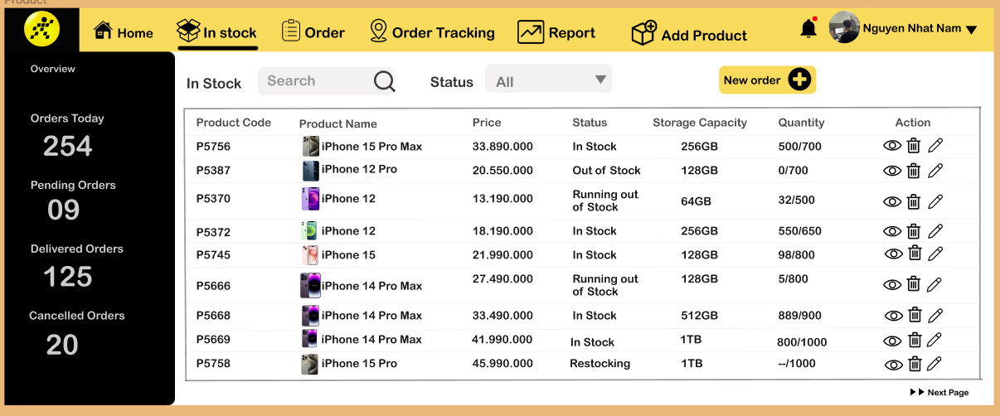 Product
Home In stock Order Order Tracking Report Add Product Nguyen Nhat Nam
Overview
Orders Today
254
Pending Orders
09
Delivered Orders
125
Cancelled Orders
20
In Stock Search Status All New order
Product Code Product Name Price Status Storage Capacity Quantity Action
P5756 iPhone 15 Pro Max 33.890.000 In Stock 256GB 500/700
P5387 iPhone 12 Pro 20.550.000 Out of Stock 128GB 0/700
P5370 iPhone 12 13.190.000 Running out of Stock 64GB 32/500
P5372 iPhone 12 18.190.000 In Stock 256GB 550/650
P5745 iPhone 15 21.990.000 In Stock 128GB 98/800
P5666 iPhone 14 Pro Max 27.490.000 Running out of Stock 128GB 5/800
P5668 iPhone 14 Pro Max 33.490.000 In Stock 512GB 889/900
P5669 iPhone 14 Pro Max 41.990.000 In Stock 1TB 800/1000
P5758 iPhone 15 Pro 45.990.000 Restocking 1TB --/1000
Next Page